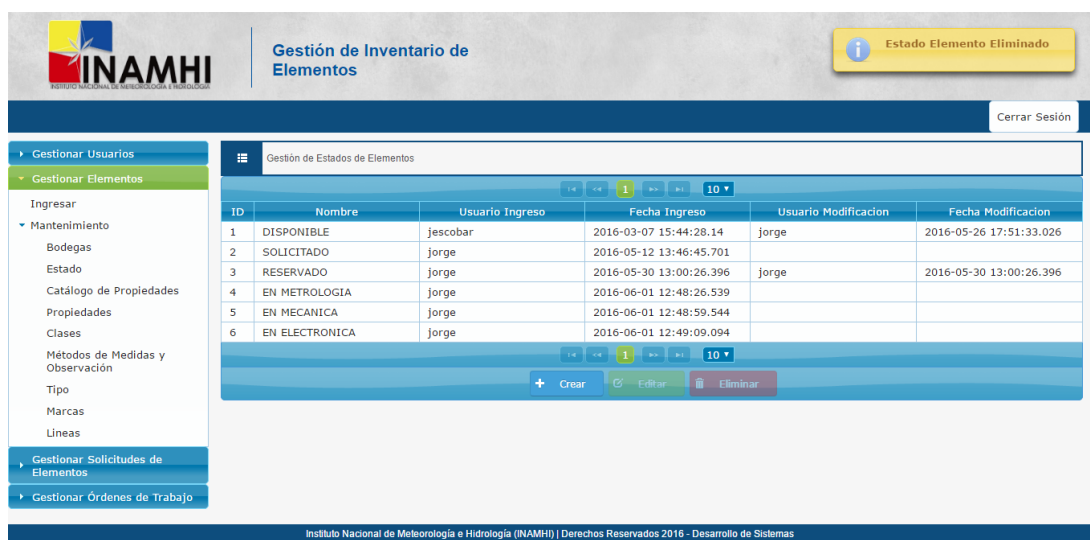 INAMHI
INSTITUTO NACIONAL DE METEOROLOGÍA E HIDROLOGÍA
Gestión de Inventario de
Elementos
Estado Elemento Eliminado
Cerrar Sesión
Gestionar Usuarios
Gestionar Elementos
Ingresar
Mantenimiento
Bodegas
Estado
Catálogo de Propiedades
Propiedades
Clases
Métodos de Medidas y
Observación
Tipo
Marcas
Lineas
Gestionar Solicitudes de
Elementos
Gestionar Órdenes de Trabajo
Gestión de Estados de Elementos
1 10
ID Nombre Usuario Ingreso Fecha Ingreso Usuario Modificacion Fecha Modificacion
1 DISPONIBLE jescobar 2016-03-07 15:44:28.14 jorge 2016-05-26 17:51:33.026
2 SOLICITADO jorge 2016-05-12 13:46:45.701
3 RESERVADO jorge 2016-05-30 13:00:26.396 jorge 2016-05-30 13:00:26.396
4 EN METROLOGIA jorge 2016-06-01 12:48:26.539
5 EN MECANICA jorge 2016-06-01 12:48:59.544
6 EN ELECTRONICA jorge 2016-06-01 12:49:09.094
1 10
Crear Editar Eliminar
Instituto Nacional de Meteorología e Hidrología (INAMHI) | Derechos Reservados 2016 - Desarrollo de Sistemas